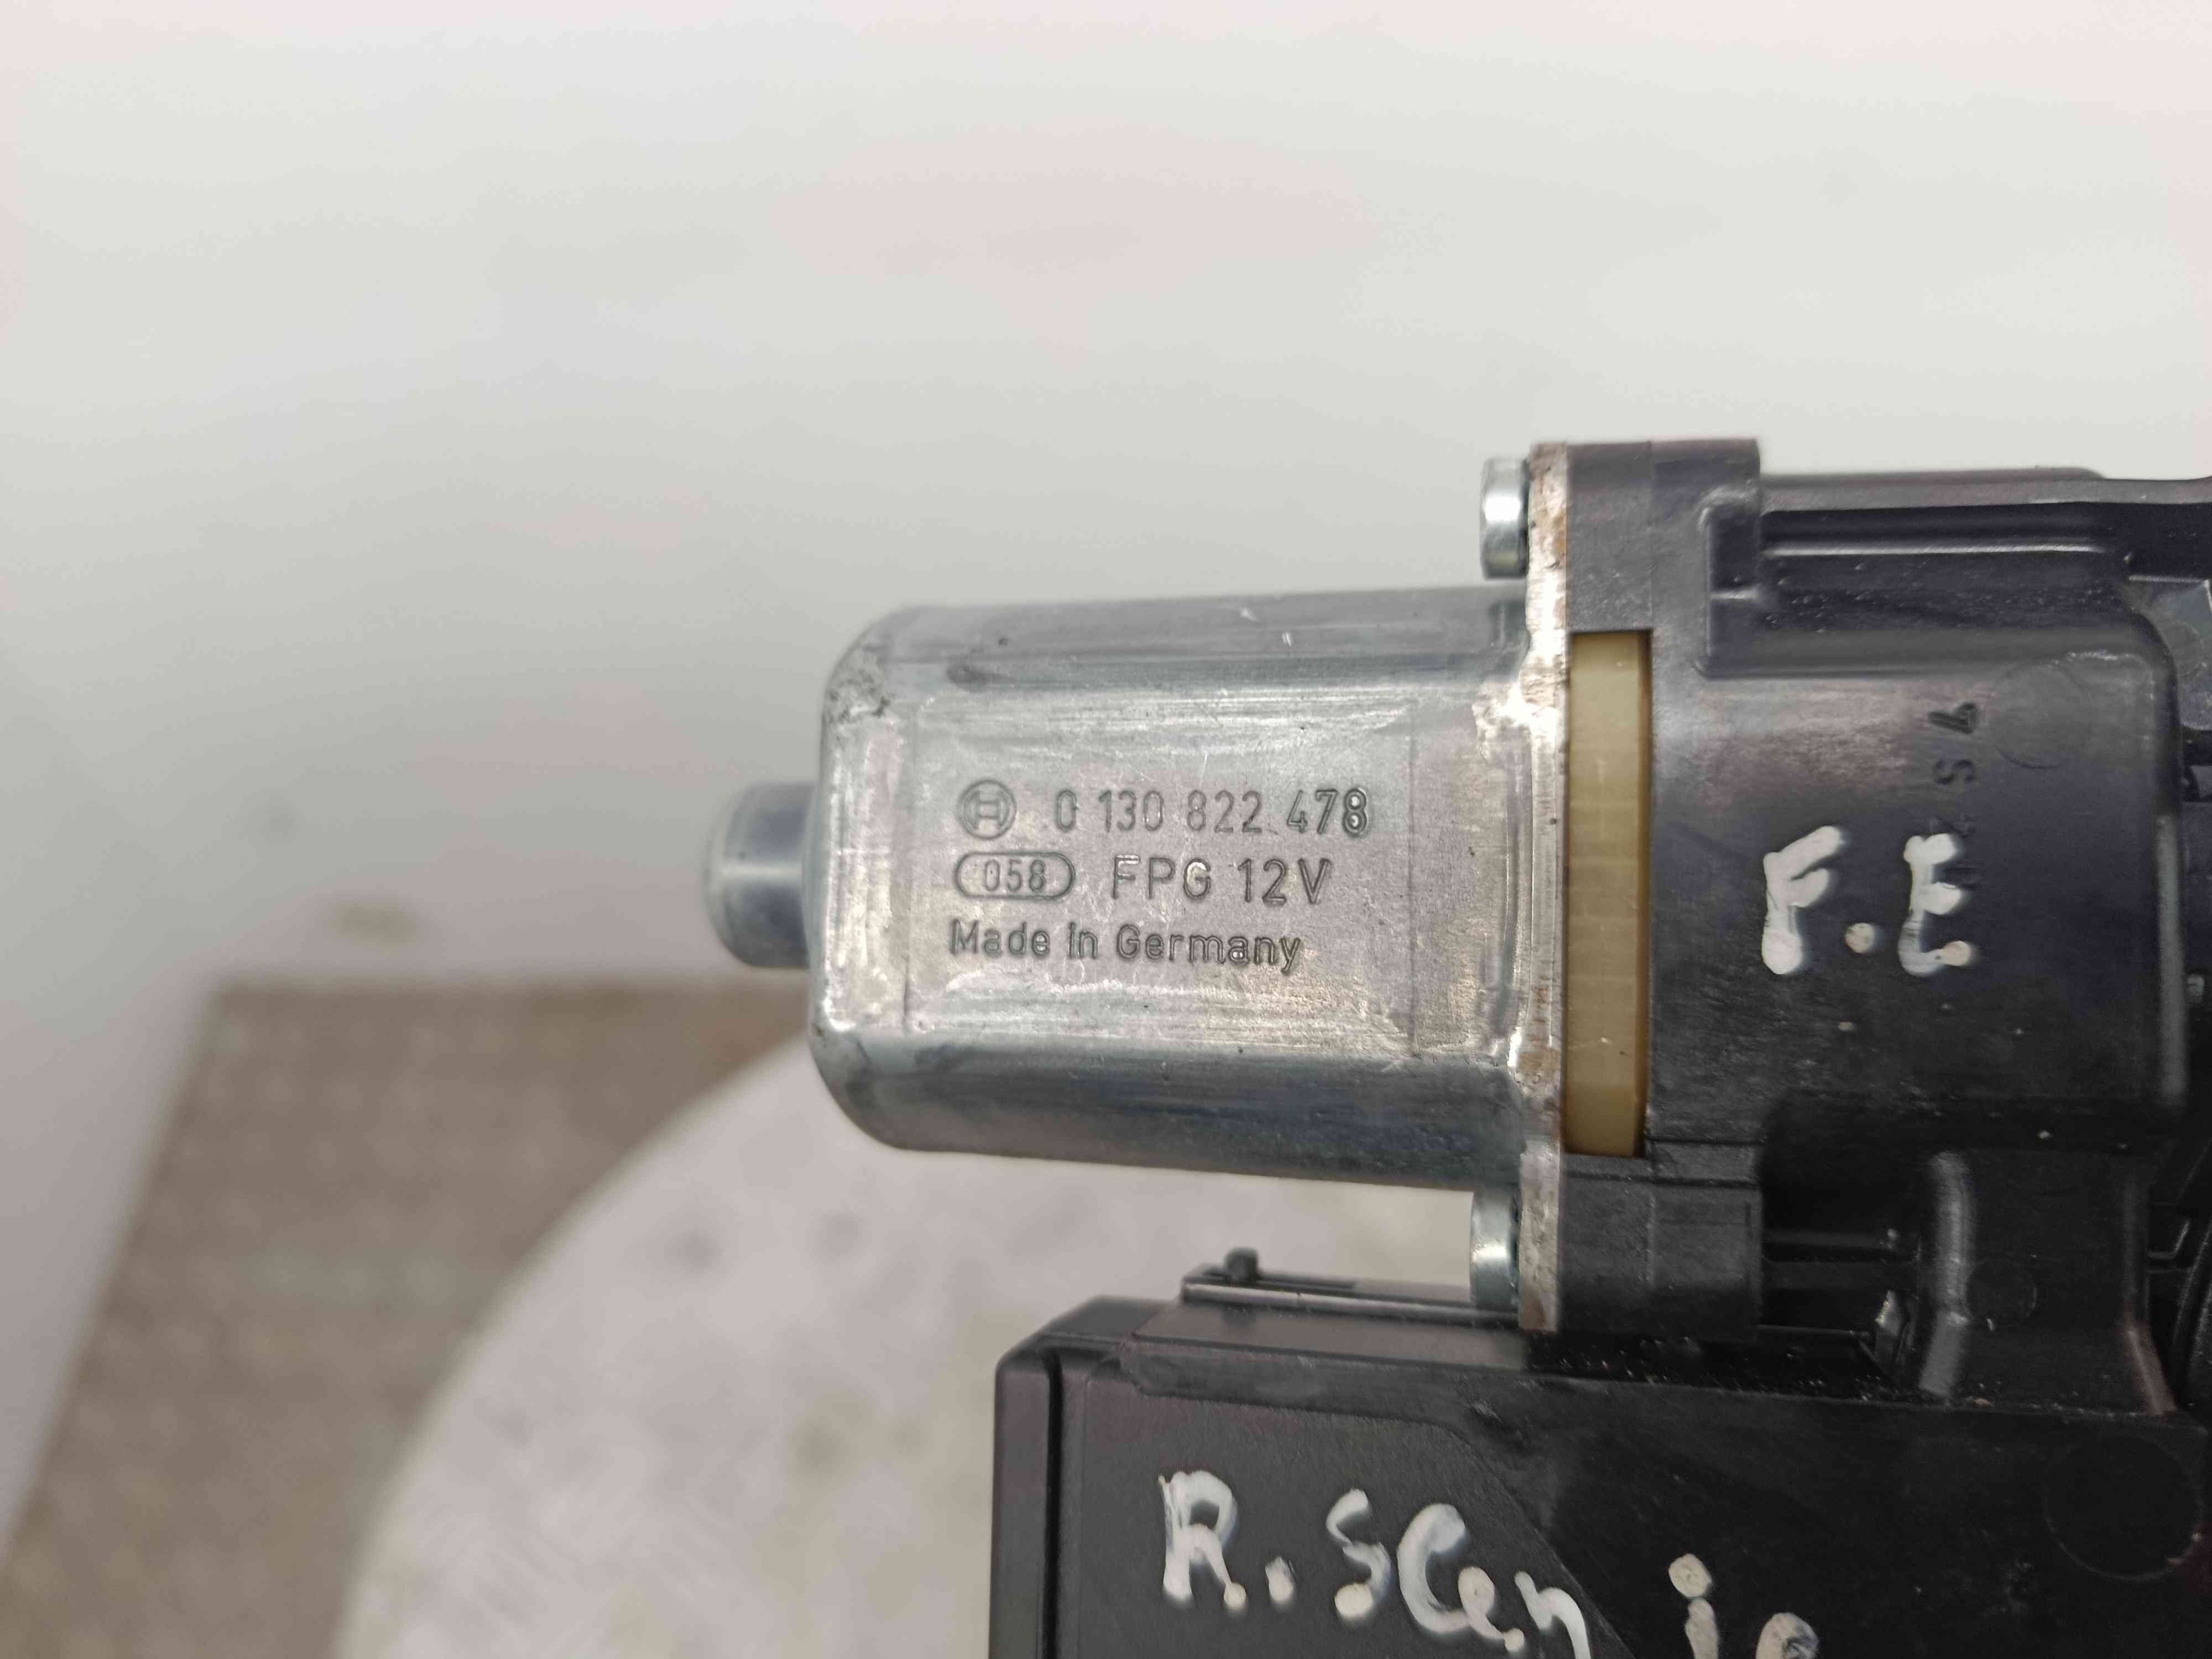 0 130 822 478
058 FPG 12V
Made in Germany
F.E.
R. Scenic